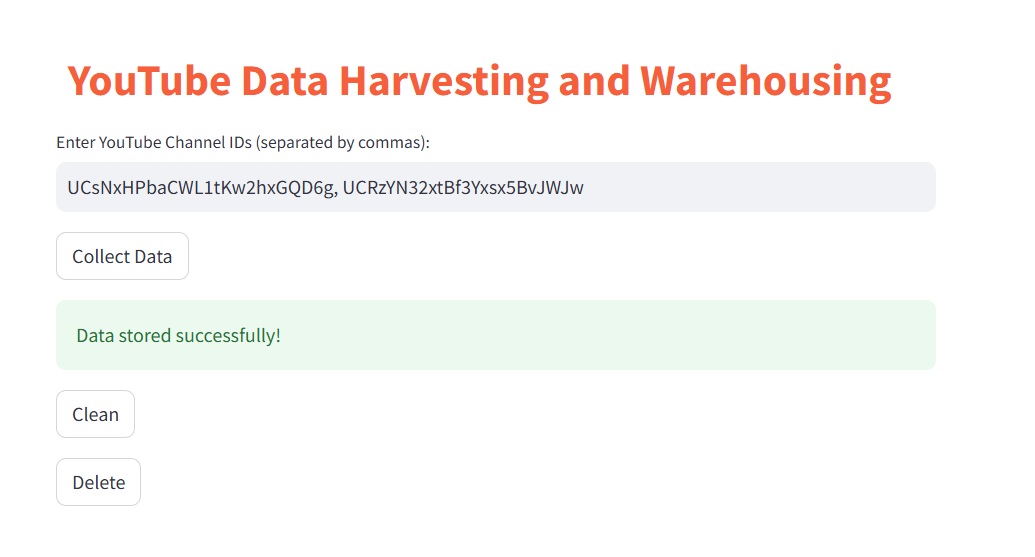 YouTube Data Harvesting and Warehousing
Enter YouTube Channel IDs (separated by commas):
UCsNxHPbaCWL1tKw2hxGQD6g, UCRzYN32xtBf3Yxsx5BvJWJw
Collect Data
Data stored successfully!
Clean
Delete